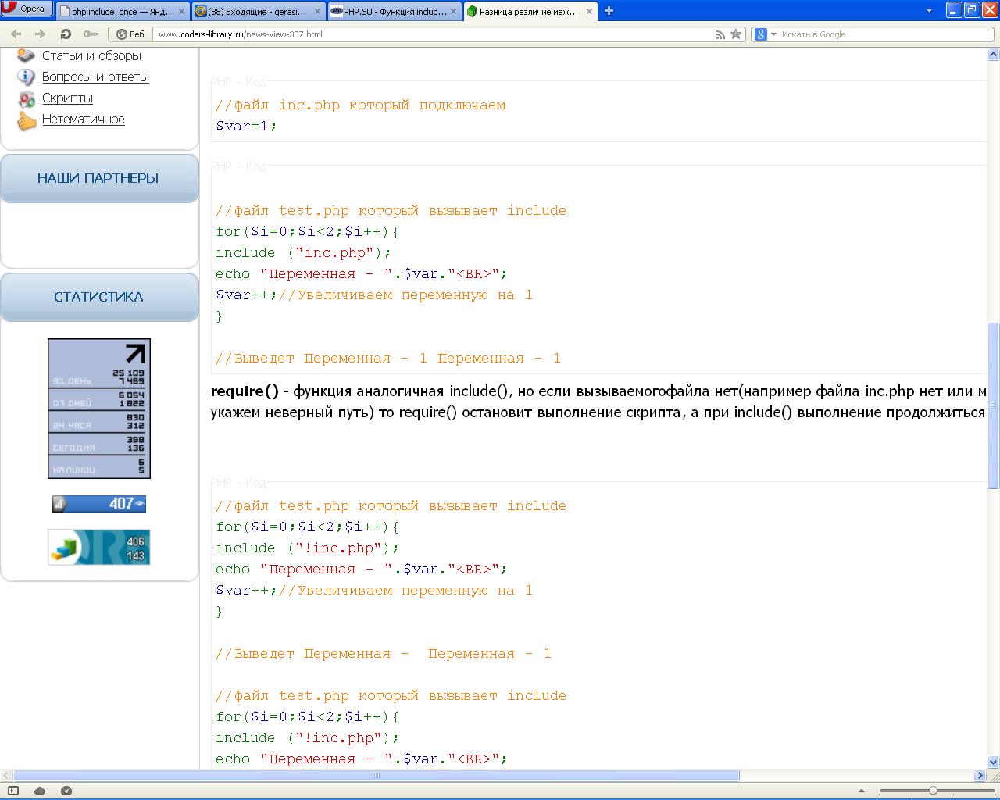 Opera
php include_once — Янд...
(88) Входящие - gerasi...
PHP.SU - Функция includ...
Разница различие меж...
Веб
www.coders-library.ru/news-view-307.html
Искать в Google
Статьи и обзоры
Вопросы и ответы
Скрипты
Нетематичное
НАШИ ПАРТНЕРЫ
СТАТИСТИКА
25 109
31 ДЕНЬ 7 469
6 054
07 ДНЕЙ 1 822
830
24 ЧАСА 312
398
СЕГОДНЯ 136
6
НА ЛИНИИ 5
407
406
143
PHP - Код
//файл inc.php который подключаем
$var=1;
PHP - Код
//файл test.php который вызывает include
for($i=0;$i<2;$i++){
include ("inc.php");
echo "Переменная - ".$var."<BR>";
$var++;//Увеличиваем переменную на 1
}
//Выведет Переменная - 1 Переменная - 1
require() - функция аналогичная include(), но если вызываемогофайла нет(например файла inc.php нет или м
укажем неверный путь) то require() остановит выполнение скрипта, а при include() выполнение продолжиться
PHP - Код
//файл test.php который вызывает include
for($i=0;$i<2;$i++){
include ("!inc.php");
echo "Переменная - ".$var."<BR>";
$var++;//Увеличиваем переменную на 1
}
//Выведет Переменная -  Переменная - 1
//файл test.php который вызывает include
for($i=0;$i<2;$i++){
include ("!inc.php");
echo "Переменная - ".$var."<BR>";